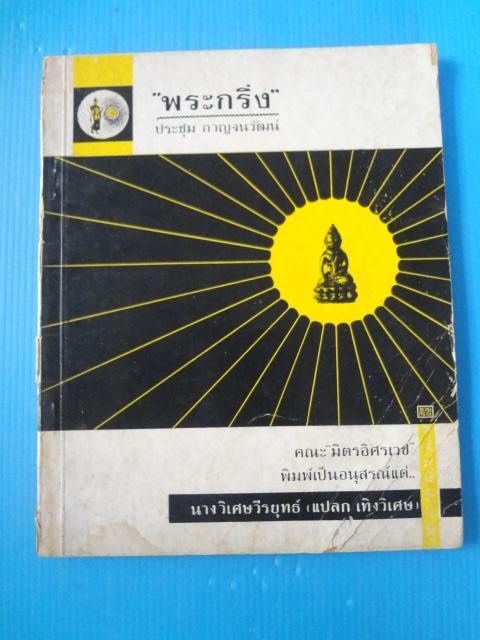 "พระกริ่ง"
ประชุม กาญจนวัฒน์
คณะ"มิตรอิศรเวช"
พิมพ์เป็นอนุสรณ์แด่..
นางวิเศษวีรยุทธ์ (แปลก เทิงวิเศษ)